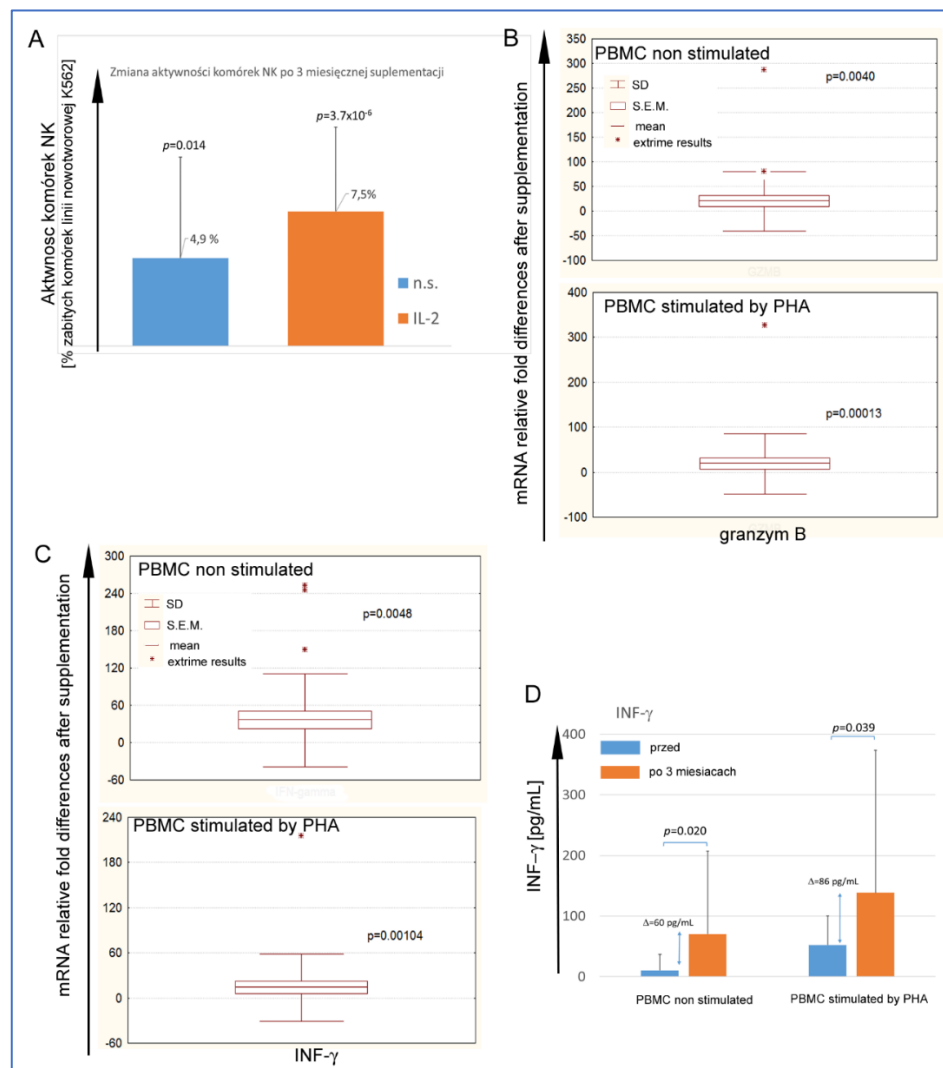 A
Zmiana aktywności komórek NK po 3 miesięcznej suplementacji
Aktwnosc komórek NK
[% zabitych komórek linii nowotworowej K562]
p=0.014
p=3.7x10-6
4,9 %
7,5%
n.s.
IL-2
B
mRNA relative fold differences after supplementation
PBMC non stimulated
350
300
250
200
150
100
50
0
-50
-100
SD
S.E.M.
mean
extrime results
p=0.0040
GZMB
PBMC stimulated by PHA
400
300
200
100
0
-100
p=0.00013
granzym B
C
mRNA relative fold differences after supplementation
PBMC non stimulated
300
240
180
120
60
0
-60
SD
S.E.M.
mean
extrime results
p=0.0048
IFN-gamma
PBMC stimulated by PHA
240
180
120
60
0
-60
p=0.00104
INF-γ
D
INF-γ
przed
po 3 miesiacach
INF–γ [pg/mL]
400
300
200
100
0
p=0.020
p=0.039
Δ=60 pg/mL
Δ=86 pg/mL
PBMC non stimulated
PBMC stimulated by PHA